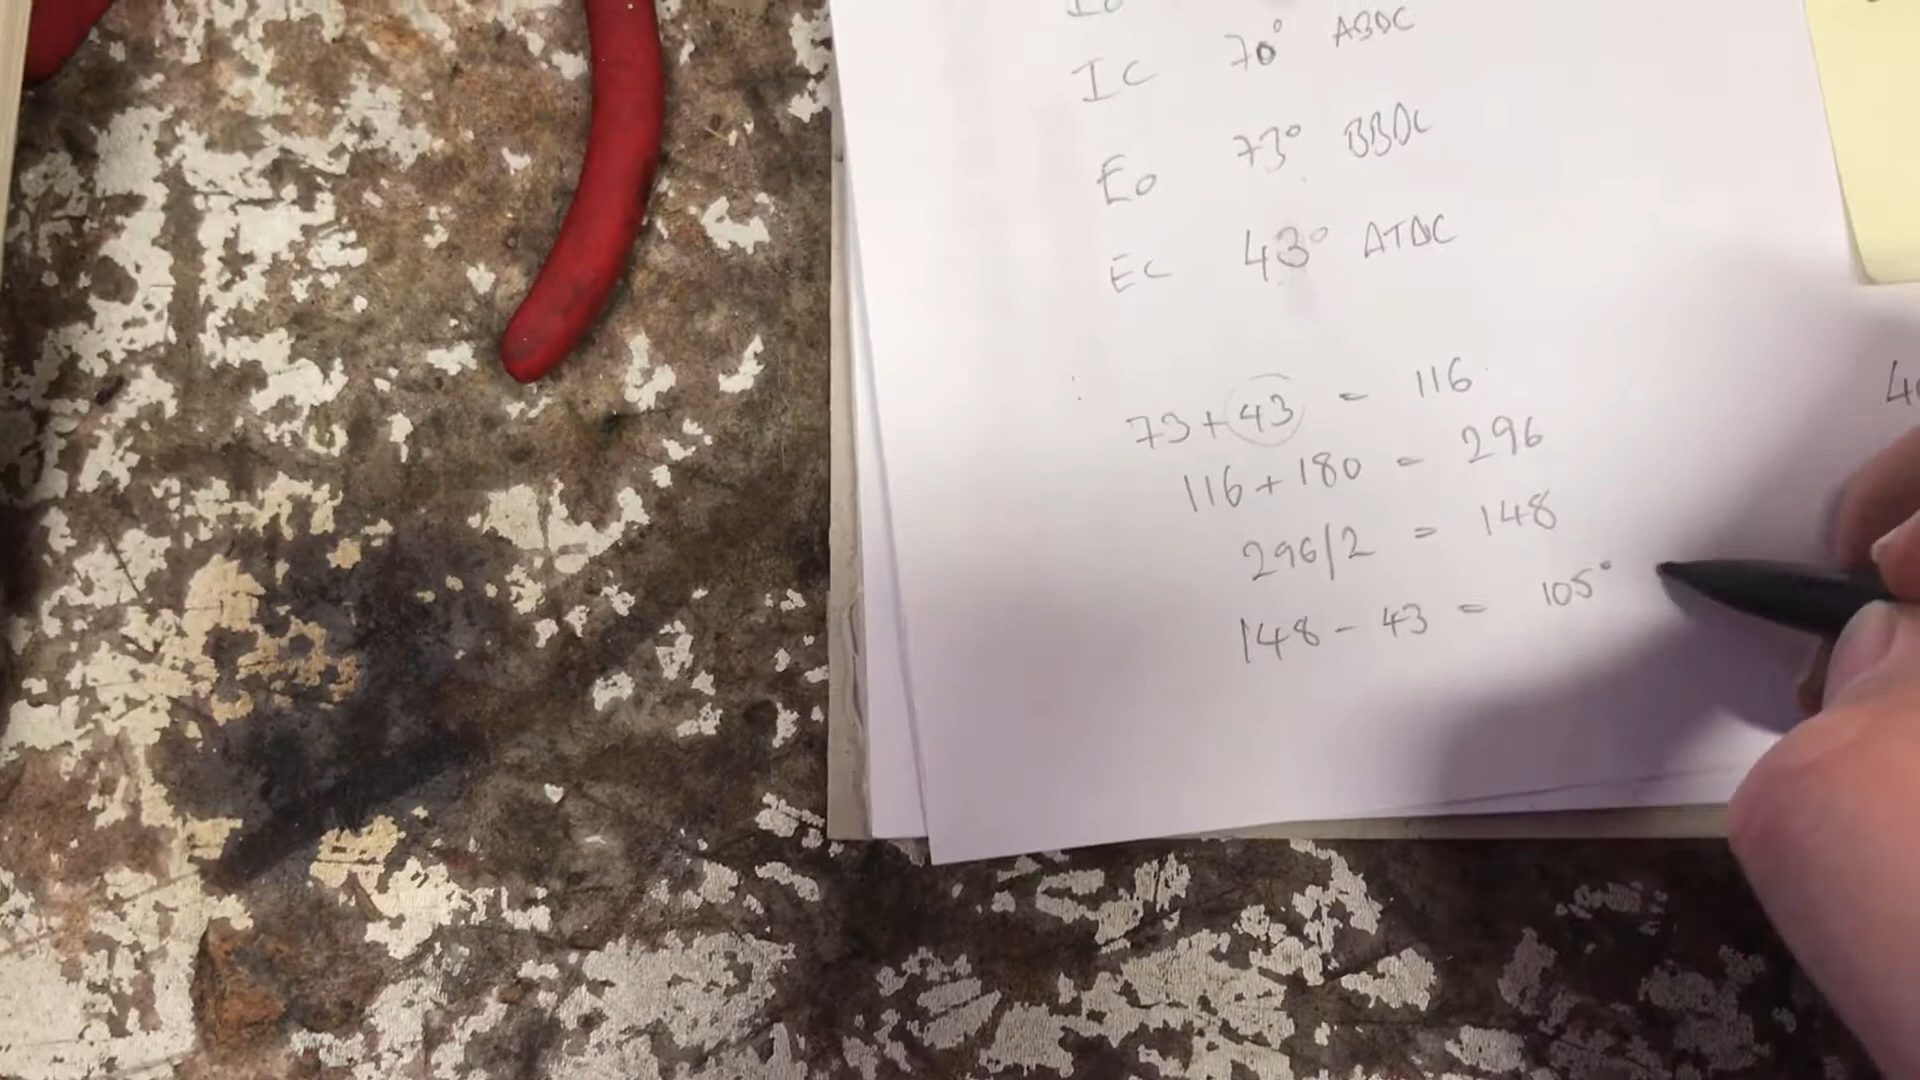 IC 70° ABDC
EO 73° BBDC
EC 43° ATDC
73+43 = 116
116+180 = 296
296/2 = 148
148-43 = 105°